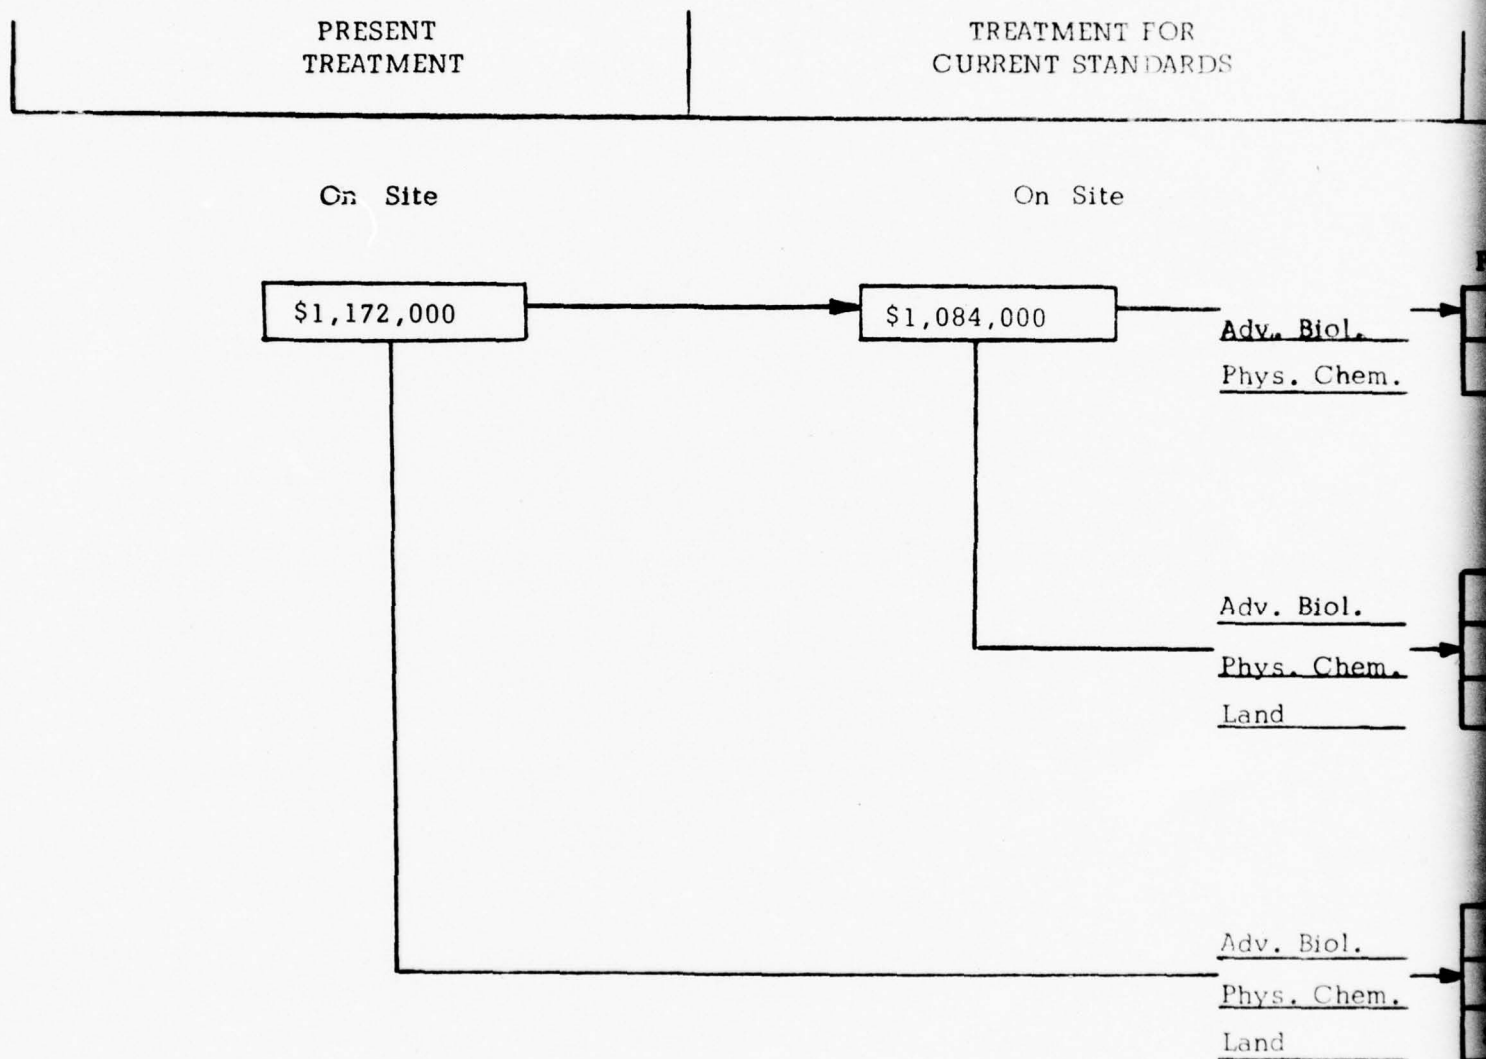 PRESENT
TREATMENT
TREATMENT FOR
CURRENT STANDARDS
On Site
On Site
$1,172,000
$1,084,000
Adv. Biol.
Phys. Chem.
Adv. Biol.
Phys. Chem.
Land
Adv. Biol.
Phys. Chem.
Land